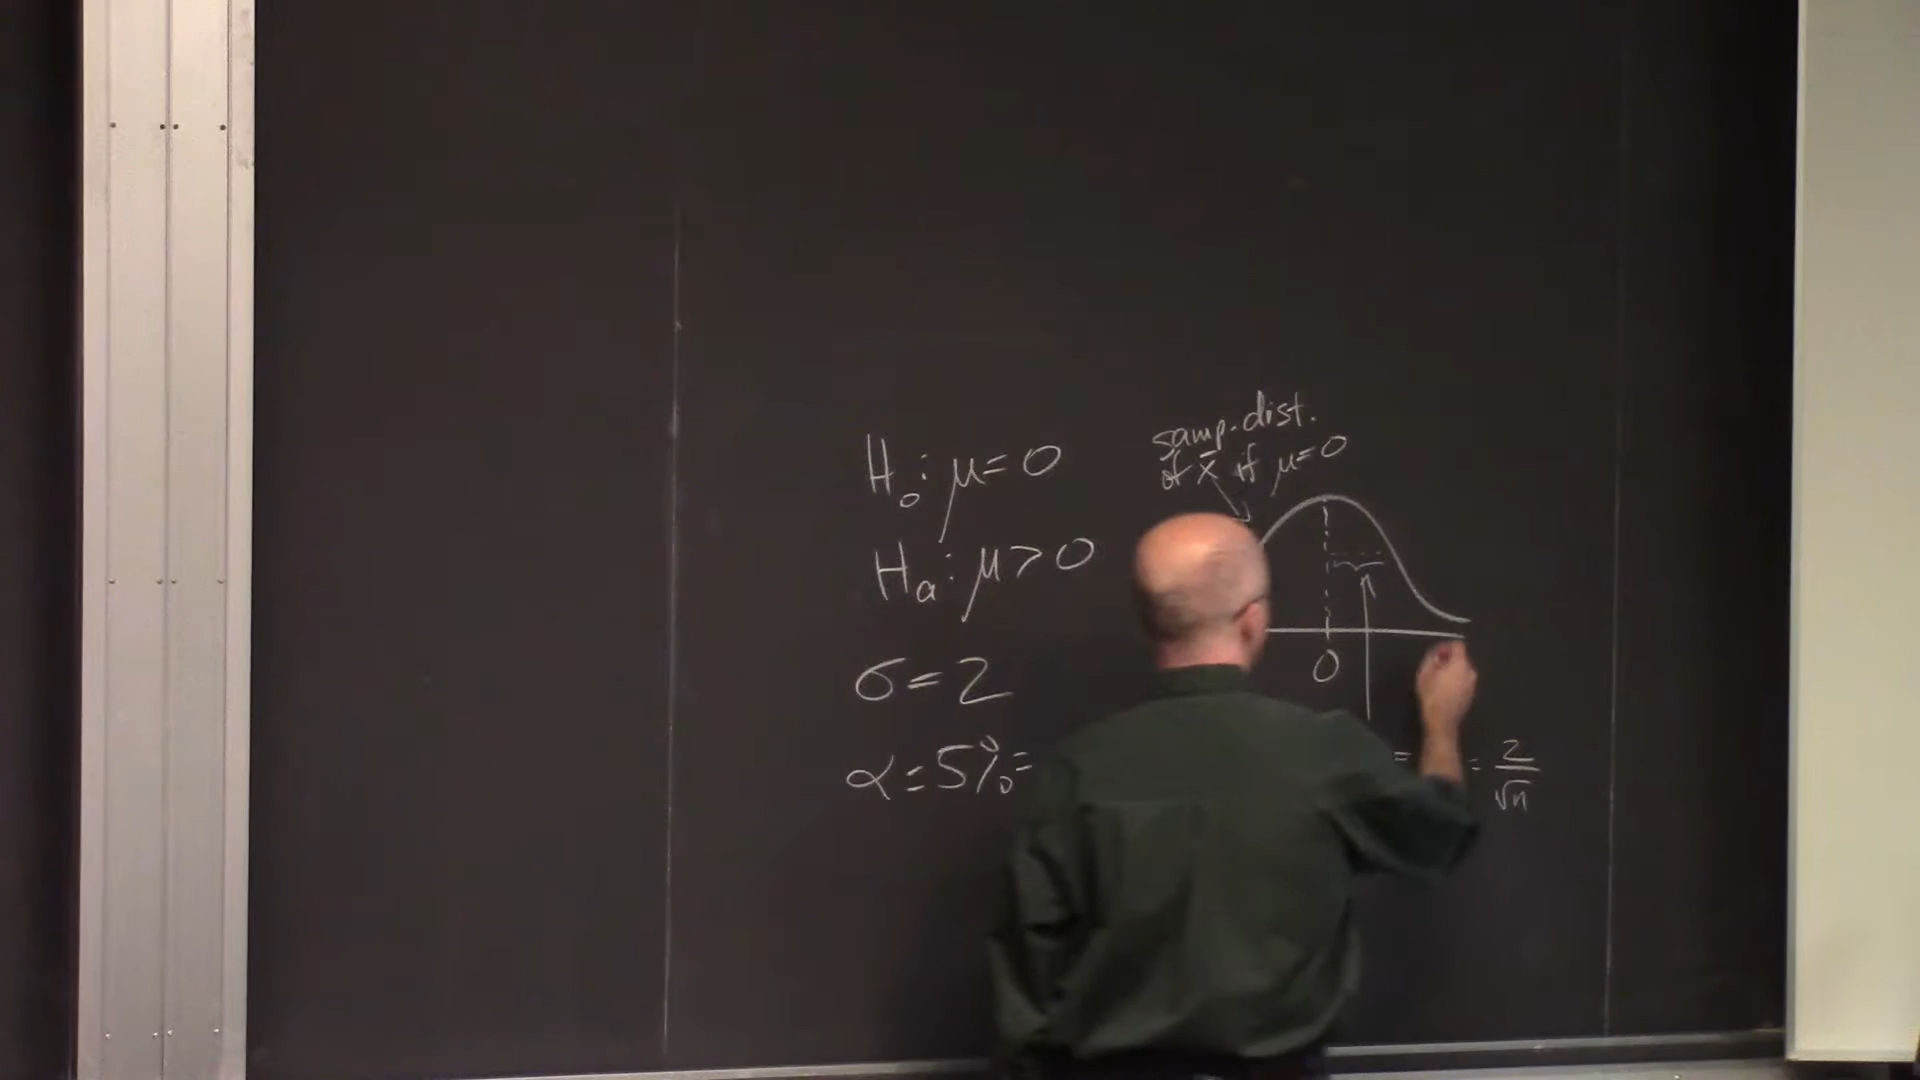 H₀: μ = 0
Hₐ: μ > 0
σ = 2
α = 5% =
samp. dist.
of x̄ if μ = 0
0
= = 2/√n